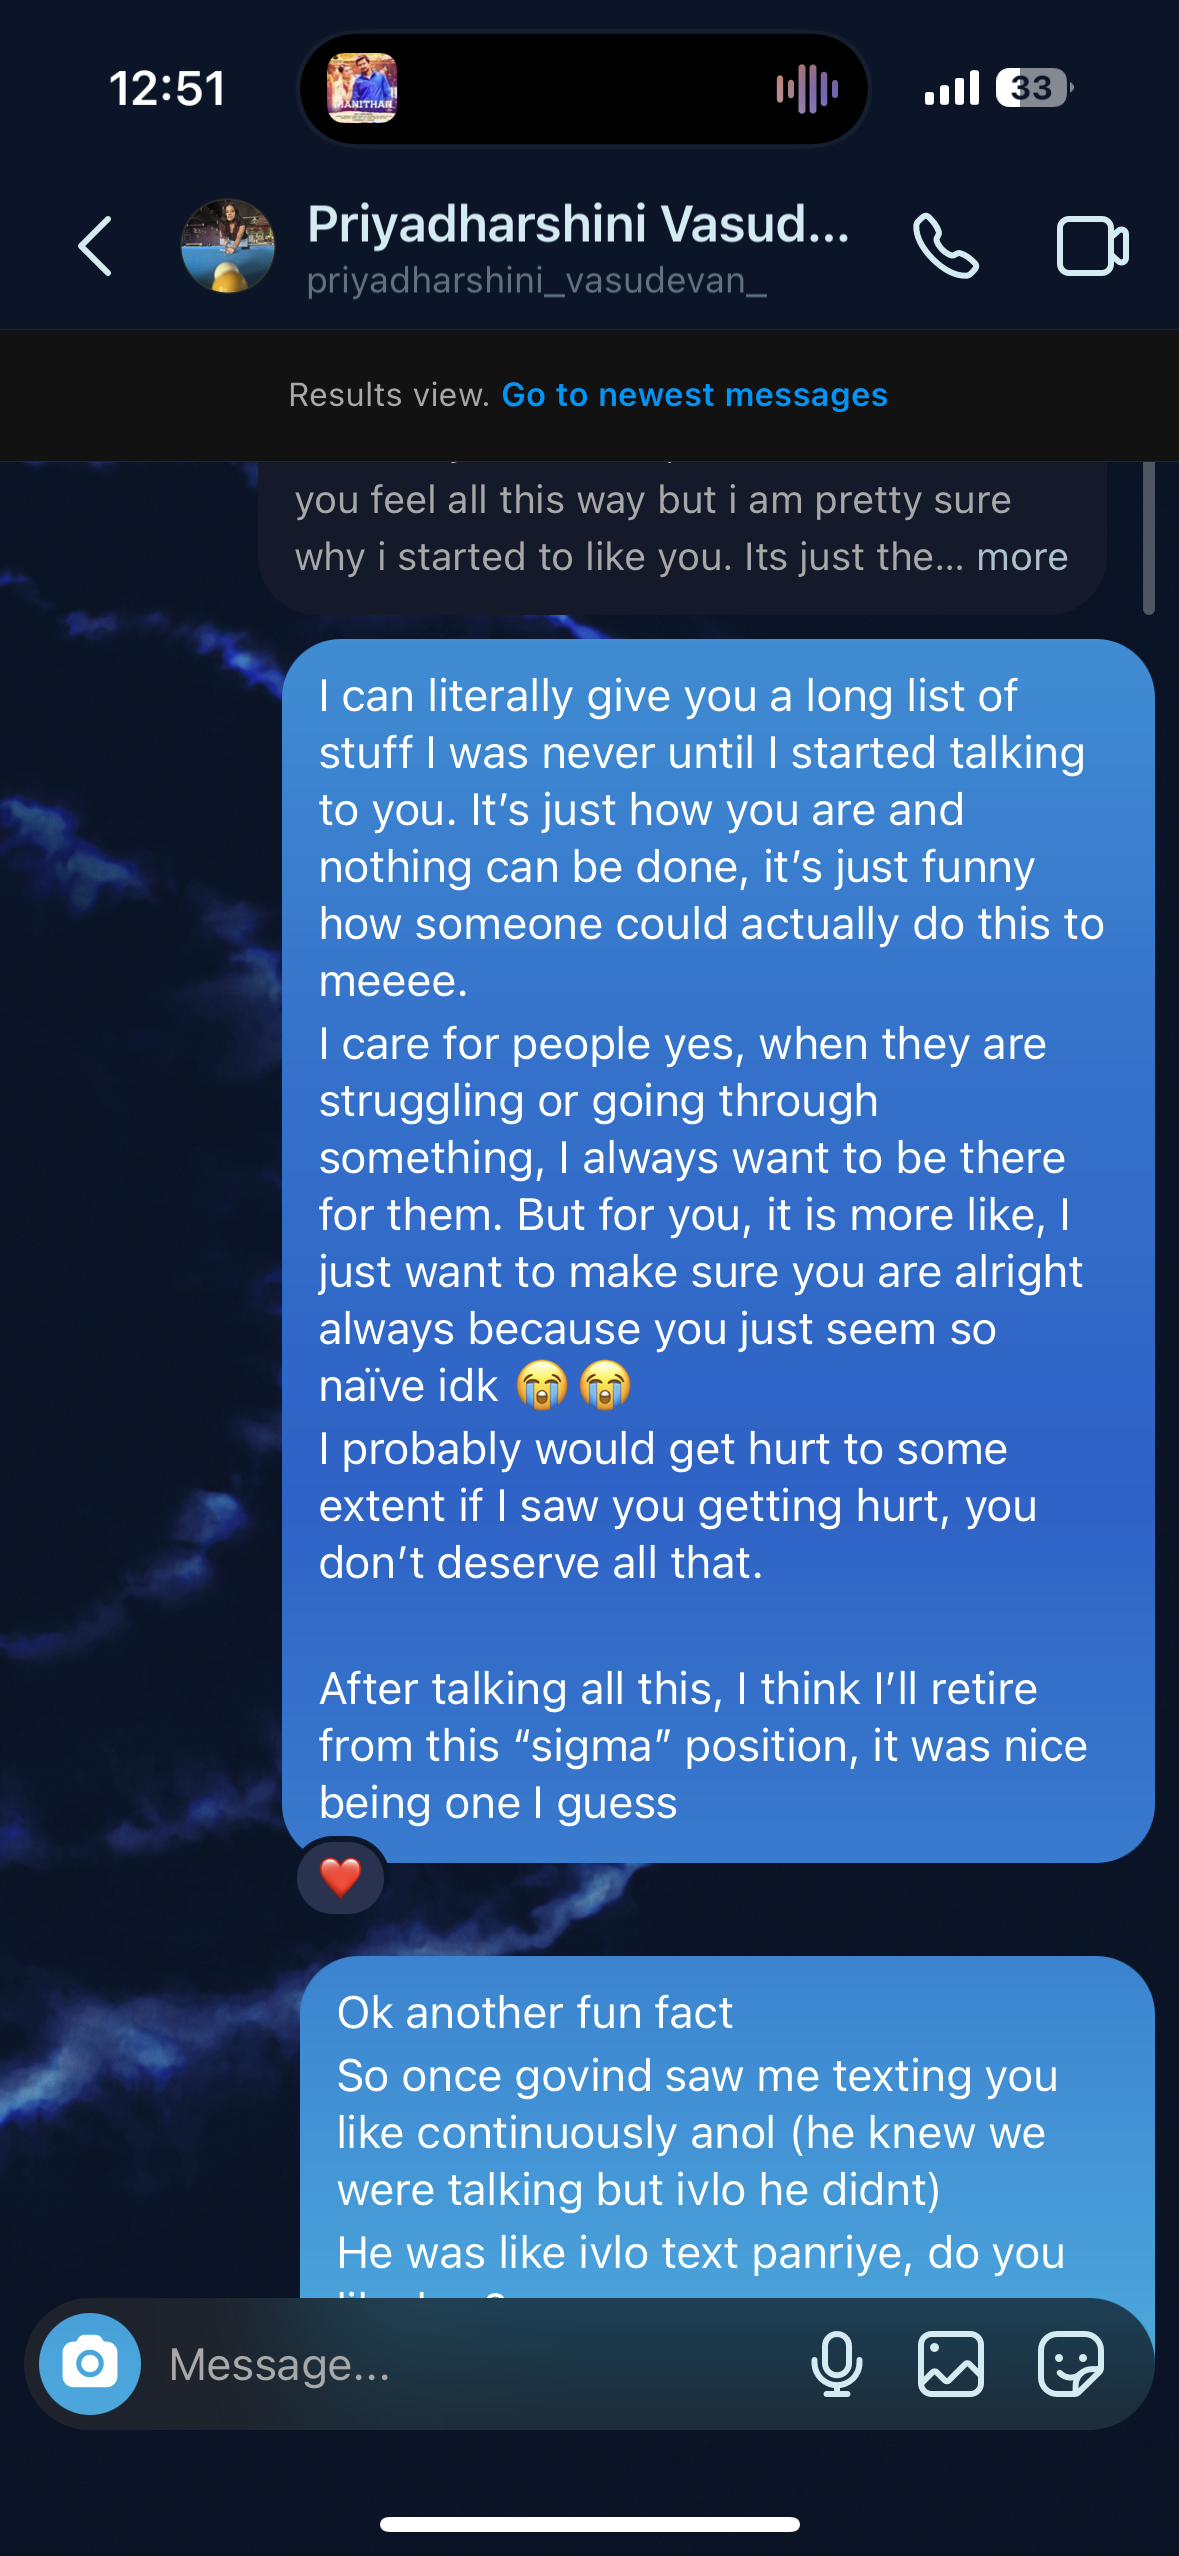 12:51
MANITHAN
33
Priyadharshini Vasud...
priyadharshini_vasudevan_
Results view. Go to newest messages
you feel all this way but i am pretty sure
why i started to like you. Its just the... more
I can literally give you a long list of
stuff I was never until I started talking
to you. It’s just how you are and
nothing can be done, it’s just funny
how someone could actually do this to
meeee.
I care for people yes, when they are
struggling or going through
something, I always want to be there
for them. But for you, it is more like, I
just want to make sure you are alright
always because you just seem so
naïve idk 😭😭
I probably would get hurt to some
extent if I saw you getting hurt, you
don’t deserve all that.
After talking all this, I think I’ll retire
from this “sigma” position, it was nice
being one I guess
❤️
Ok another fun fact
So once govind saw me texting you
like continuously anol (he knew we
were talking but ivlo he didnt)
He was like ivlo text panriye, do you
Message...